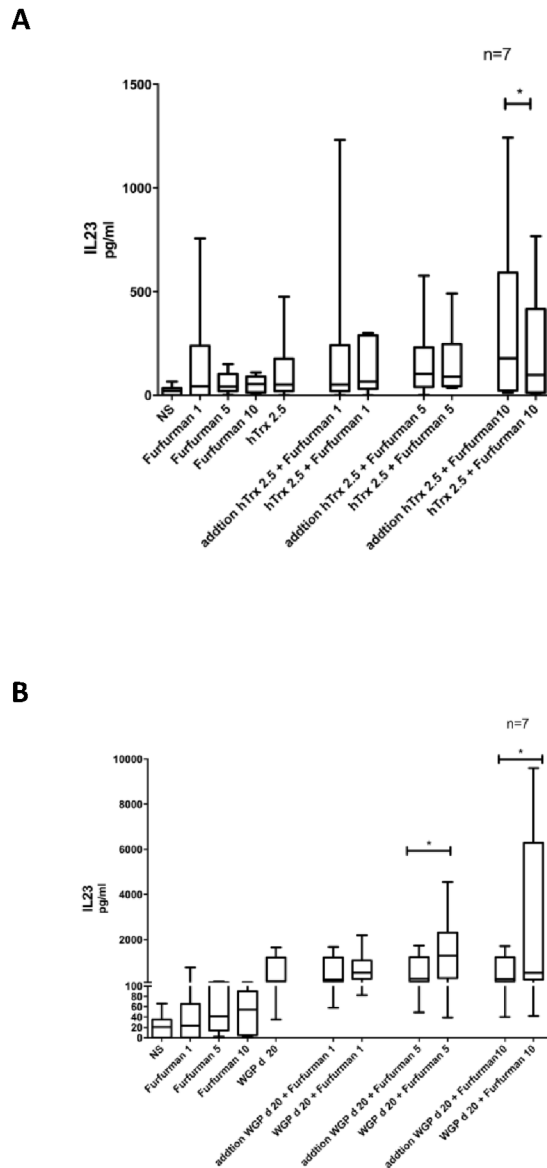 A
n=7
*
1500
1000
500
0
IL23
pg/ml
NS
Furfurman 1
Furfurman 5
Furfurman 10
hTrx 2.5
addtion hTrx 2.5 + Furfurman 1
hTrx 2.5 + Furfurman 1
addtion hTrx 2.5 + Furfurman 5
hTrx 2.5 + Furfurman 5
addtion hTrx 2.5 + Furfurman10
hTrx 2.5 + Furfurman 10
B
n=7
*
*
10000
8000
6000
4000
2000
100
80
60
40
20
0
IL23
pg/ml
NS
Furfurman 1
Furfurman 5
Furfurman 10
WGP d 20
addtion WGP d 20 + Furfurman 1
WGP d 20 + Furfurman 1
addtion WGP d 20 + Furfurman 5
WGP d 20 + Furfurman 5
addtion WGP d 20 + Furfurman10
WGP d 20 + Furfurman 10